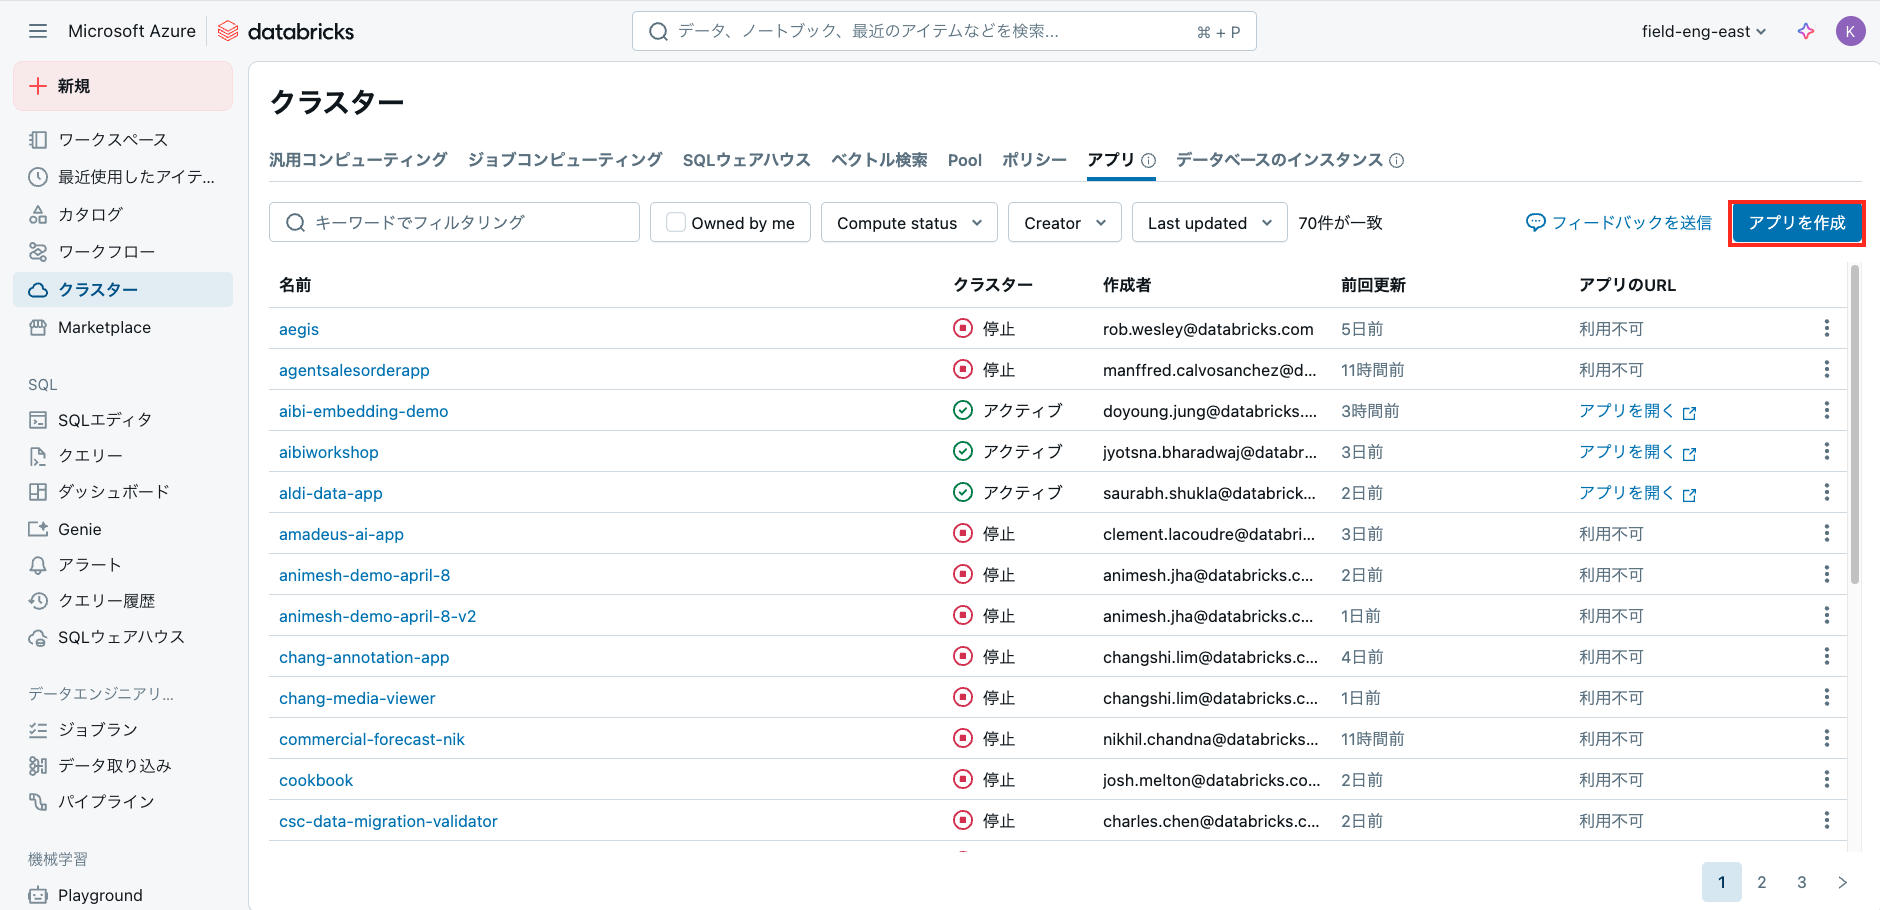 Microsoft Azure databricks
データ、ノートブック、最近のアイテムなどを検索... ⌘ + P
field-eng-east K
新規
ワークスペース
最近使用したアイテ...
カタログ
ワークフロー
クラスター
Marketplace
SQL
SQLエディタ
クエリー
ダッシュボード
Genie
アラート
クエリー履歴
SQLウェアハウス
データエンジニアリ...
ジョブラン
データ取り込み
パイプライン
機械学習
Playground
クラスター
汎用コンピューティング ジョブコンピューティング SQLウェアハウス ベクトル検索 Pool ポリシー アプリ データベースのインスタンス
キーワードでフィルタリング Owned by me Compute status Creator Last updated 70件が一致 フィードバックを送信 アプリを作成
名前 クラスター 作成者 前回更新 アプリのURL
aegis 停止 rob.wesley@databricks.com 5日前 利用不可
agentsalesorderapp 停止 manffred.calvosanchez@d... 11時間前 利用不可
aibi-embedding-demo アクティブ doyoung.jung@databricks.... 3時間前 アプリを開く
aibiworkshop アクティブ jyotsna.bharadwaj@databr... 3日前 アプリを開く
aldi-data-app アクティブ saurabh.shukla@databrick... 2日前 アプリを開く
amadeus-ai-app 停止 clement.lacoudre@databri... 3日前 利用不可
animesh-demo-april-8 停止 animesh.jha@databricks.c... 2日前 利用不可
animesh-demo-april-8-v2 停止 animesh.jha@databricks.c... 1日前 利用不可
chang-annotation-app 停止 changshi.lim@databricks.c... 4日前 利用不可
chang-media-viewer 停止 changshi.lim@databricks.c... 1日前 利用不可
commercial-forecast-nik 停止 nikhil.chandna@databricks... 11時間前 利用不可
cookbook 停止 josh.melton@databricks.co... 2日前 利用不可
csc-data-migration-validator 停止 charles.chen@databricks.c... 2日前 利用不可
1 2 3